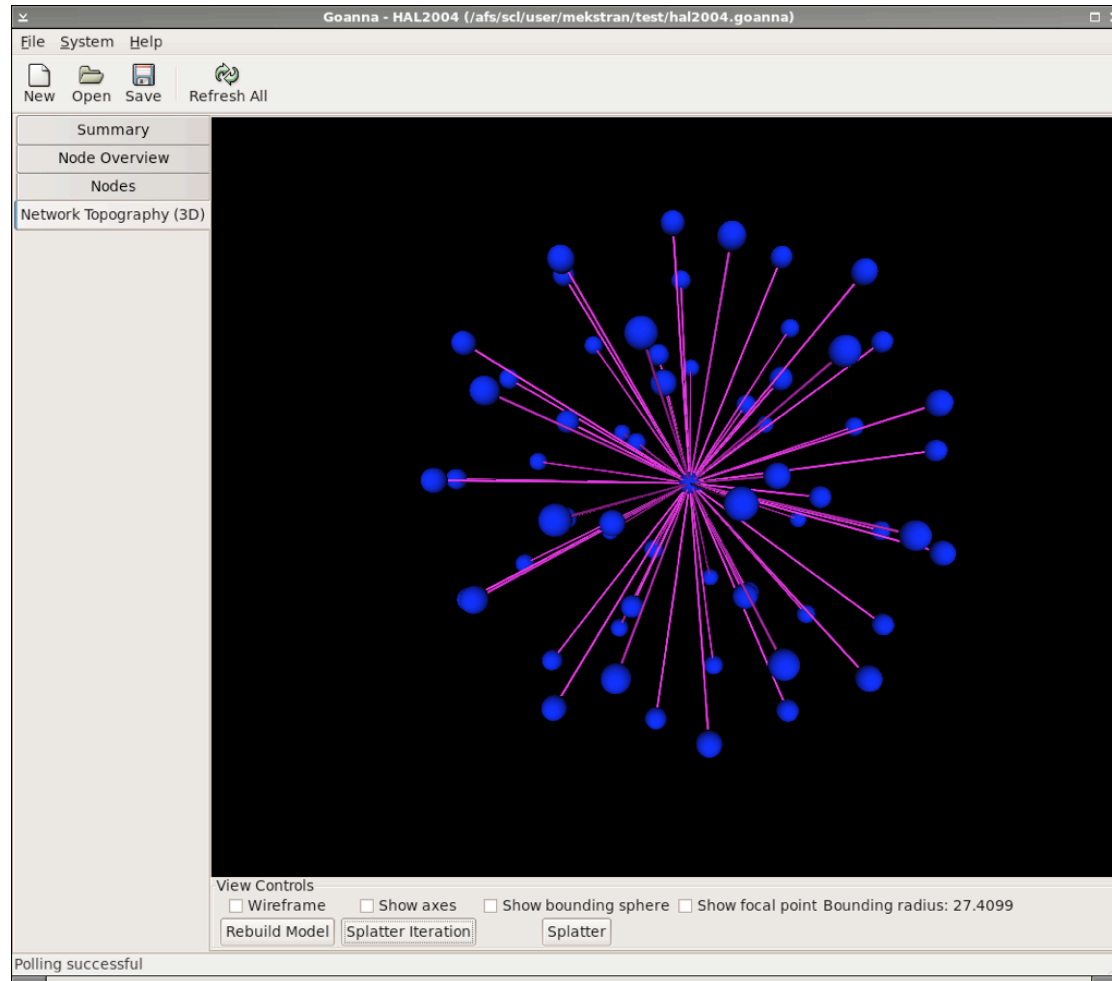 Goanna - HAL2004 (/afs/scl/user/mekstran/test/hal2004.goanna)
File System Help
New Open Save Refresh All
Summary
Node Overview
Nodes
Network Topography (3D)
View Controls
Wireframe Show axes Show bounding sphere Show focal point Bounding radius: 27.4099
Rebuild Model Splatter Iteration Splatter
Polling successful